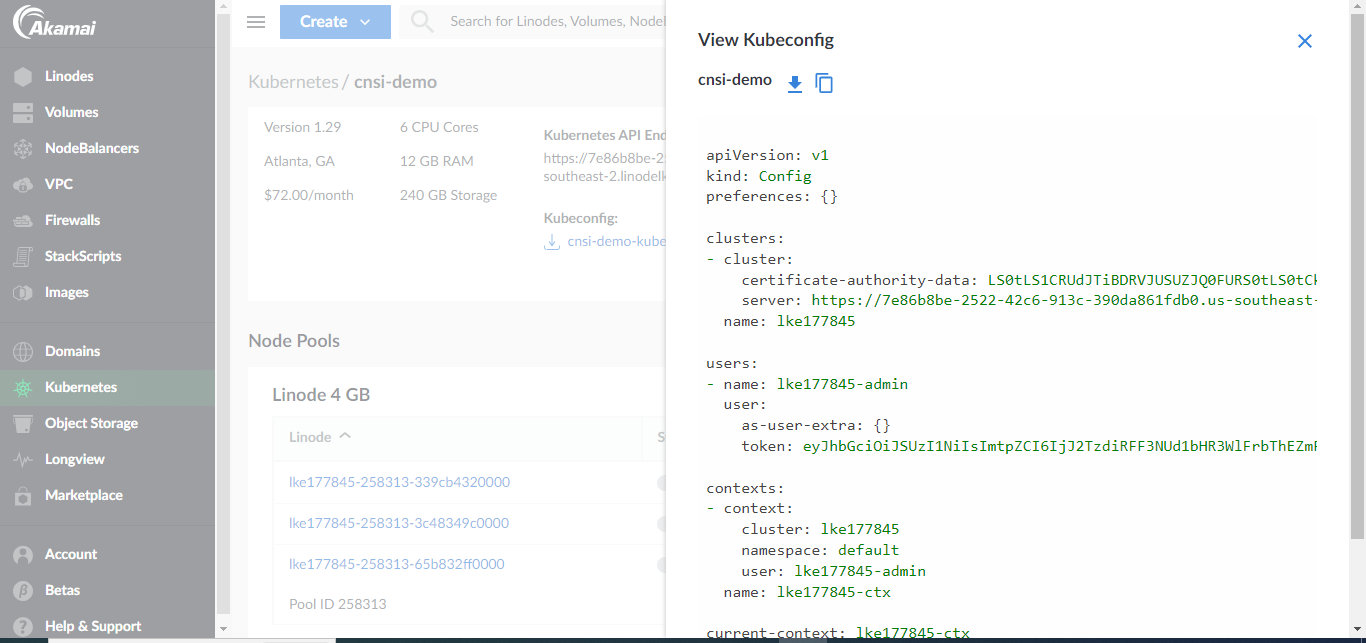 Akamai
Linodes
Volumes
NodeBalancers
VPC
Firewalls
StackScripts
Images
Domains
Kubernetes
Object Storage
Longview
Marketplace
Account
Betas
Help & Support
Create
Search for Linodes, Volumes, Nodel
Kubernetes / cnsi-demo
Version 1.29
6 CPU Cores
Atlanta, GA
12 GB RAM
$72.00/month
240 GB Storage
Kubernetes API End
https://7e86b8be-2
southeast-2.linodelk
Kubeconfig:
cnsi-demo-kube
Node Pools
Linode 4 GB
Linode
S
lke177845-258313-339cb4320000
lke177845-258313-3c48349c0000
lke177845-258313-65b832ff0000
Pool ID 258313
View Kubeconfig
cnsi-demo
apiVersion: v1
kind: Config
preferences: {}
clusters:
- cluster:
certificate-authority-data: LS0tLS1CRUdJTiBDRVJUSUZJQ0FURS0tLS0tCk
server: https://7e86b8be-2522-42c6-913c-390da861fdb0.us-southeast-
name: lke177845
users:
- name: lke177845-admin
user:
as-user-extra: {}
token: eyJhbGciOiJSUzI1NiIsImtpZCI6IjJ2TzdiRFF3NUd1bHR3WlFrbThEZmF
contexts:
- context:
cluster: lke177845
namespace: default
user: lke177845-admin
name: lke177845-ctx
current-context: lke177845-ctx